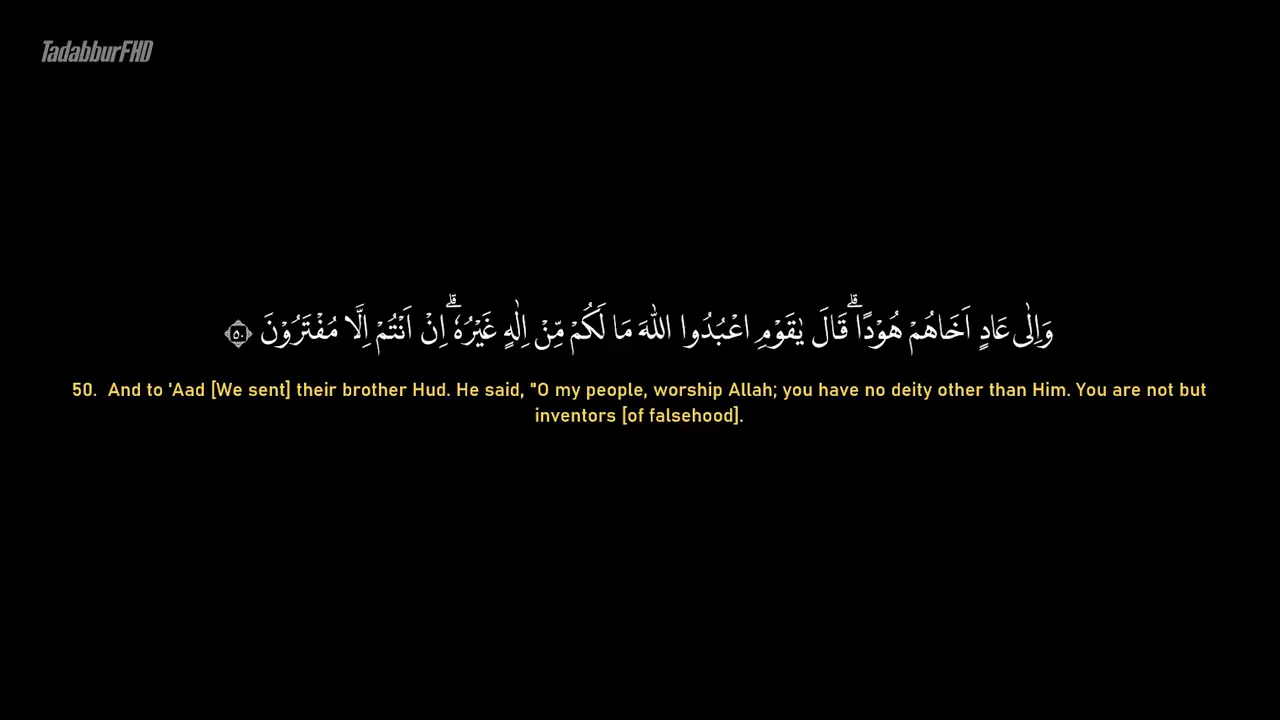 TadabburFHD
وَاِلٰى عَادٍ اَخَاهُمْ هُوْدًاۗ قَالَ يٰقَوْمِ اعْبُدُوا اللّٰهَ مَا لَكُمْ مِّنْ اِلٰهٍ غَيْرُهٗۗ اِنْ اَنْتُمْ اِلَّا مُفْتَرُوْنَ ٥٠
50. And to 'Aad [We sent] their brother Hud. He said, "O my people, worship Allah; you have no deity other than Him. You are not but
inventors [of falsehood].